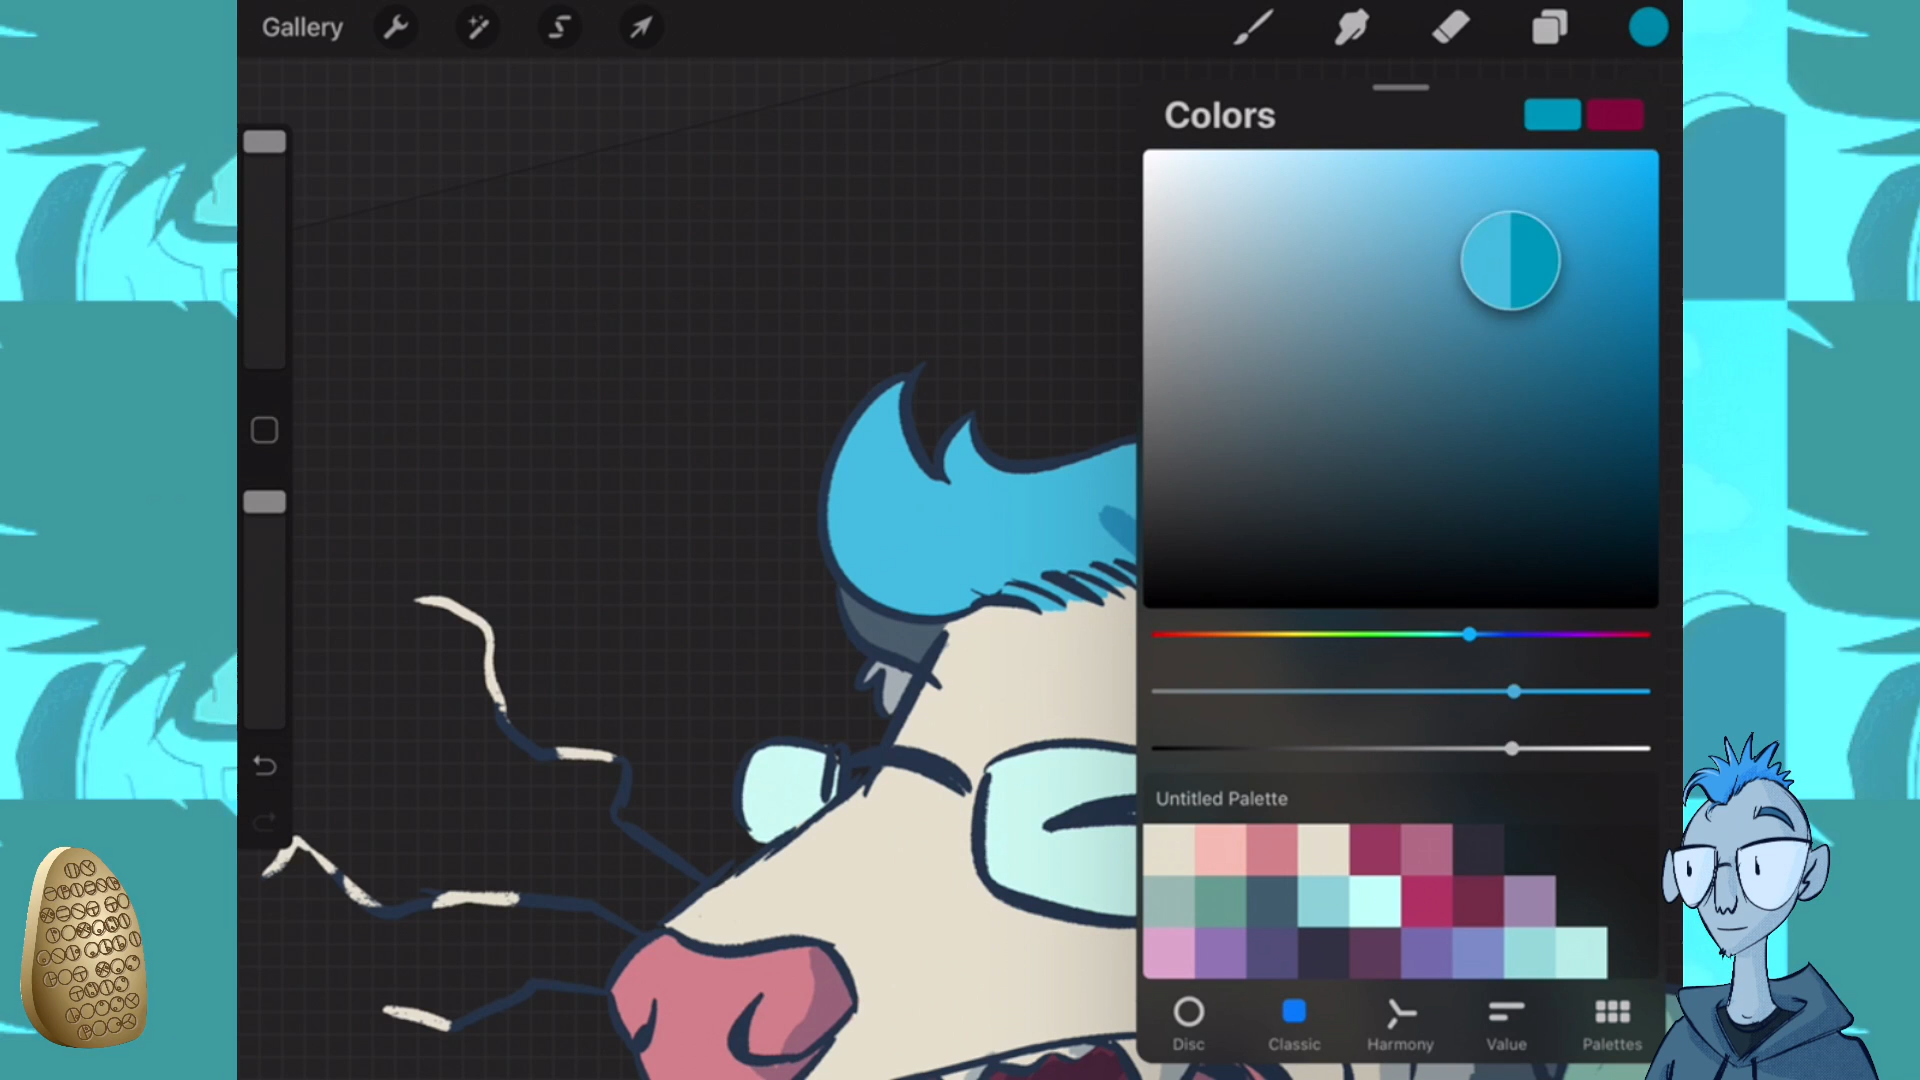 Gallery
Colors
Untitled Palette
Disc
Classic
Harmony
Value
Palettes